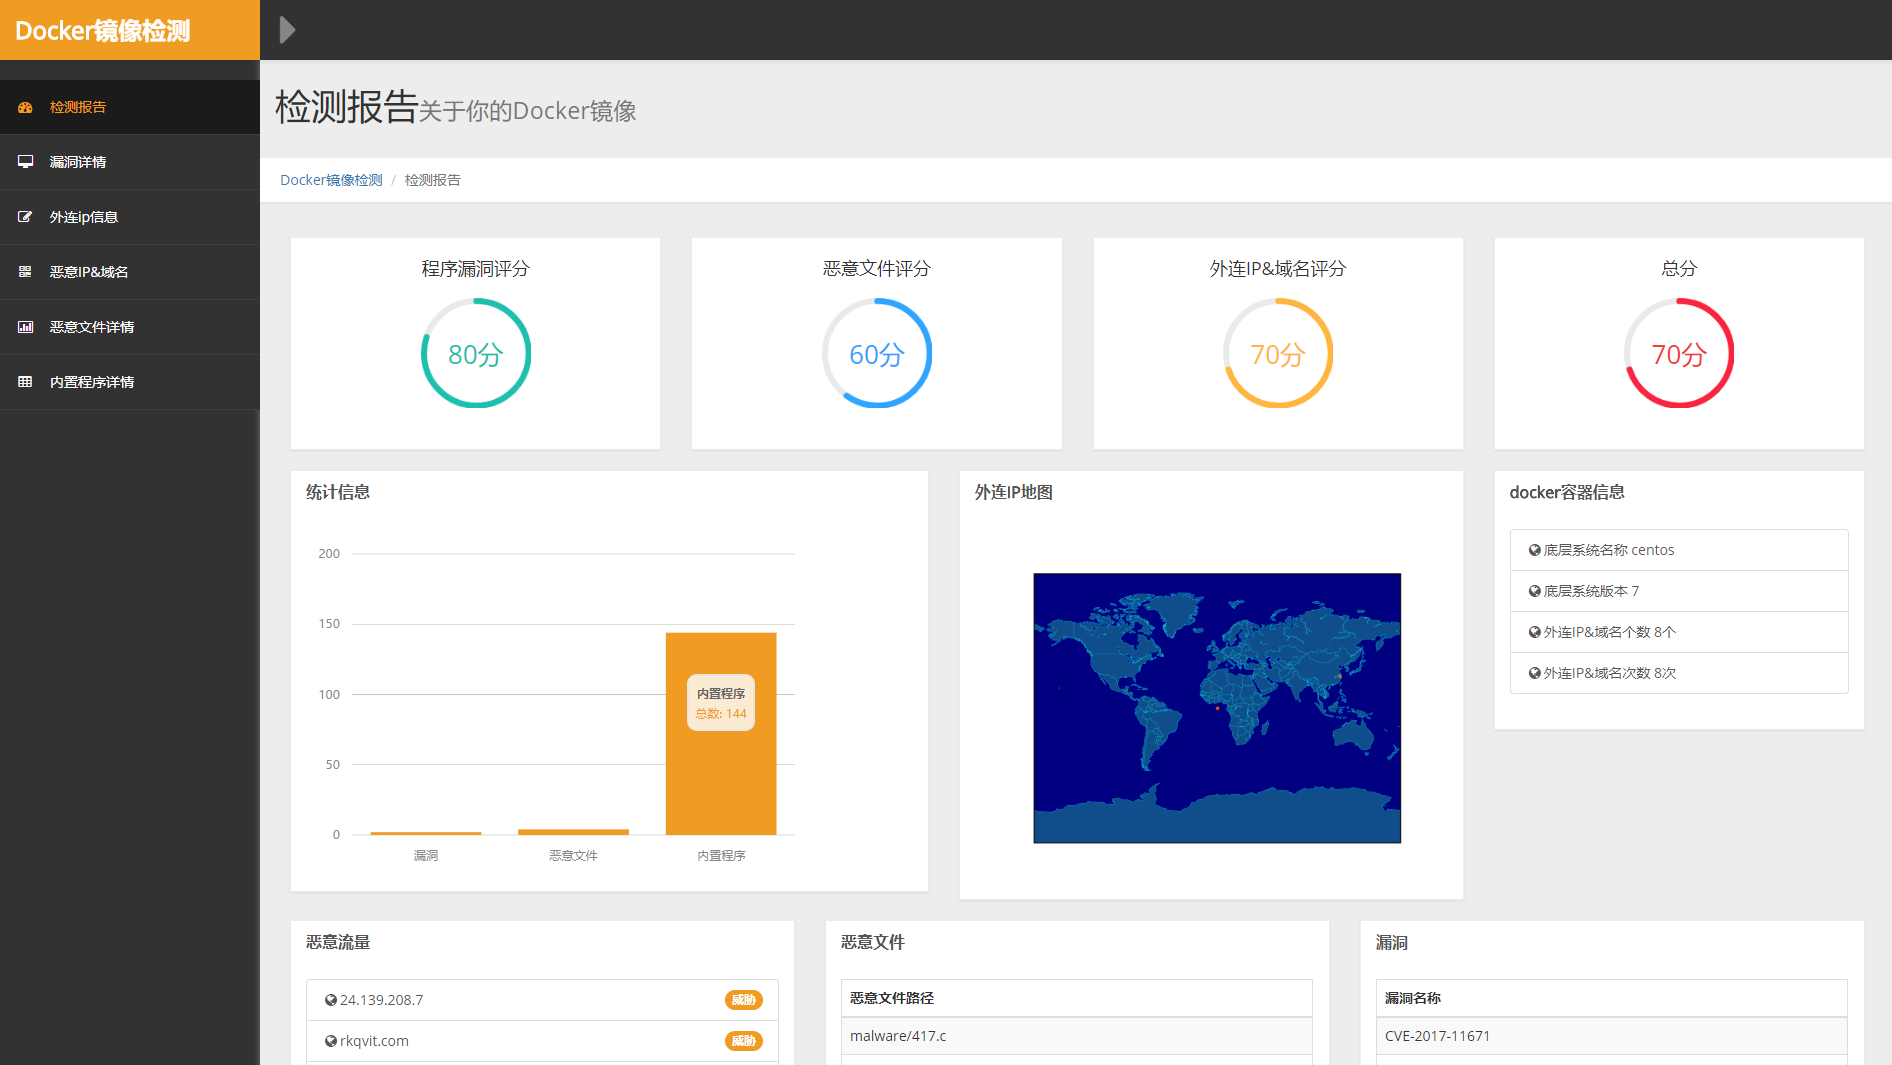 Docker镜像检测
检测报告
漏洞详情
外连ip信息
恶意IP&域名
恶意文件详情
内置程序详情
检测报告关于你的Docker镜像
Docker镜像检测 / 检测报告
程序漏洞评分
80分
恶意文件评分
60分
外连IP&域名评分
70分
总分
70分
统计信息
200
150
100
50
0
内置程序
总数: 144
漏洞
恶意文件
内置程序
外连IP地图
docker容器信息
底层系统名称 centos
底层系统版本 7
外连IP&域名个数 8个
外连IP&域名次数 8次
恶意流量
24.139.208.7 威胁
rkqvit.com 威胁
恶意文件
恶意文件路径
malware/417.c
漏洞
漏洞名称
CVE-2017-11671